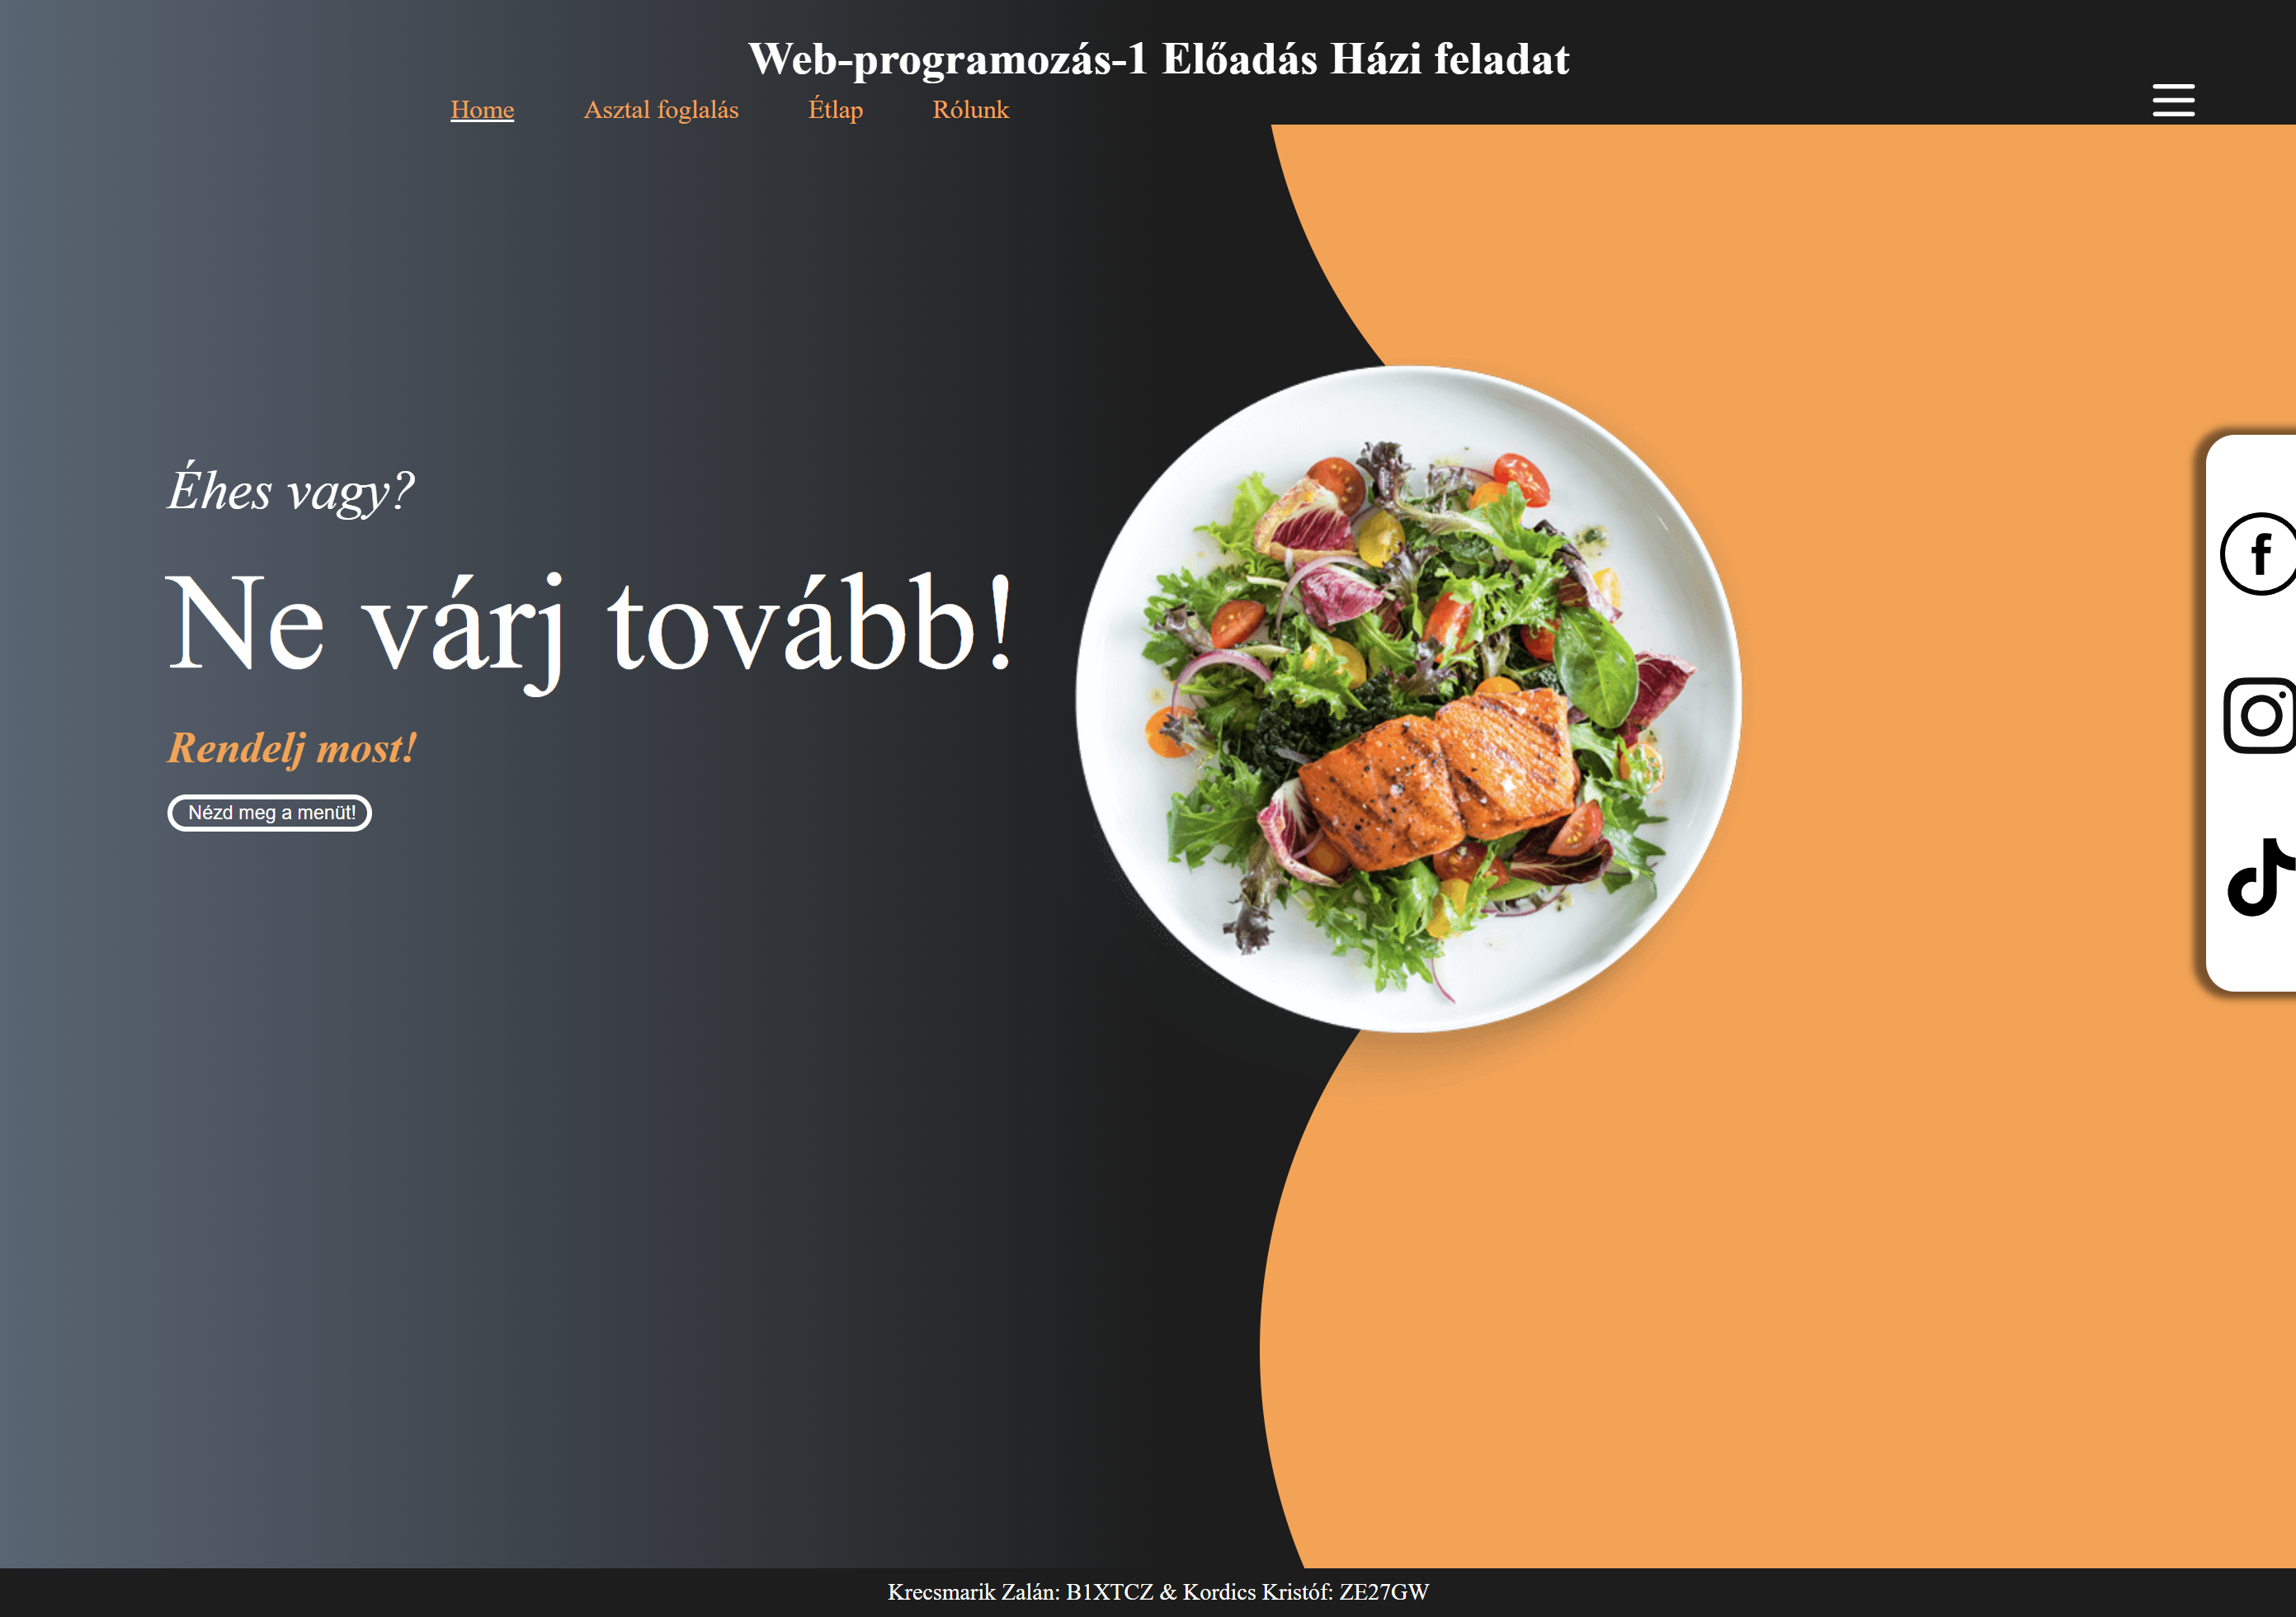 Web-programozás-1 Előadás Házi feladat
Home Asztal foglalás Étlap Rólunk
Éhes vagy?
Ne várj tovább!
Rendelj most!
Nézd meg a menüt!
Krecsmarik Zalán: B1XTCZ & Kordics Kristóf: ZE27GW